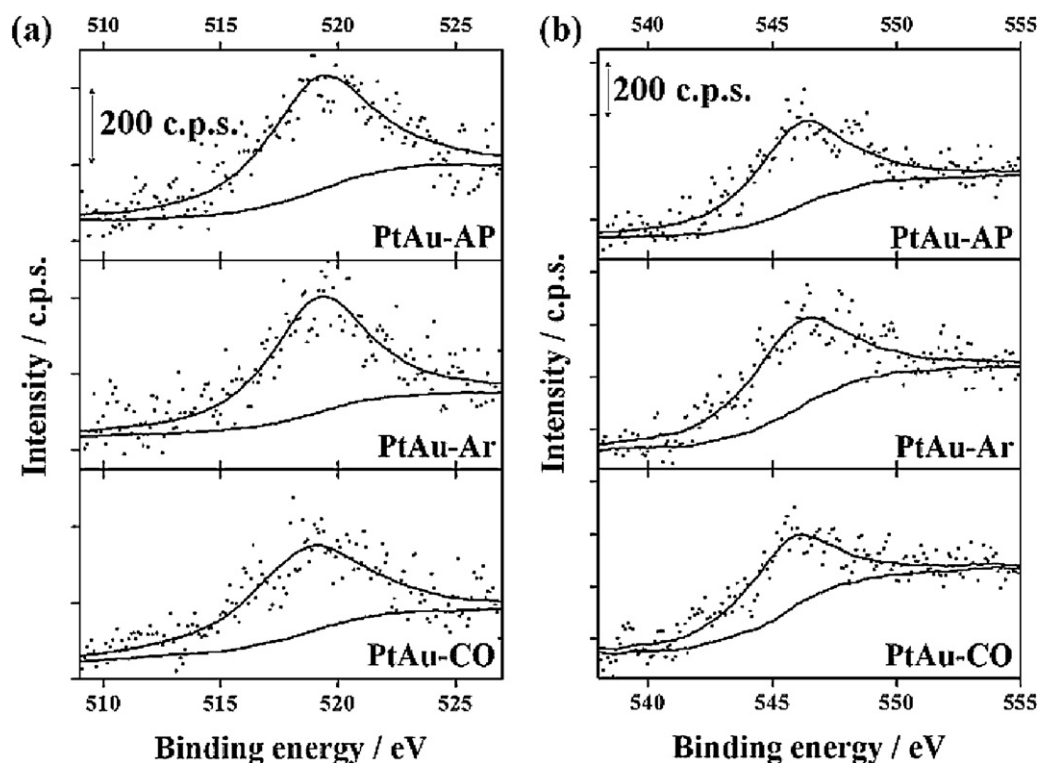 (a)
510 515 520 525
200 c.p.s.
PtAu-AP
PtAu-Ar
PtAu-CO
510 515 520 525
Intensity / c.p.s.
Binding energy / eV
(b)
540 545 550 555
200 c.p.s.
PtAu-AP
PtAu-Ar
PtAu-CO
540 545 550 555
Intensity / c.p.s.
Binding energy / eV